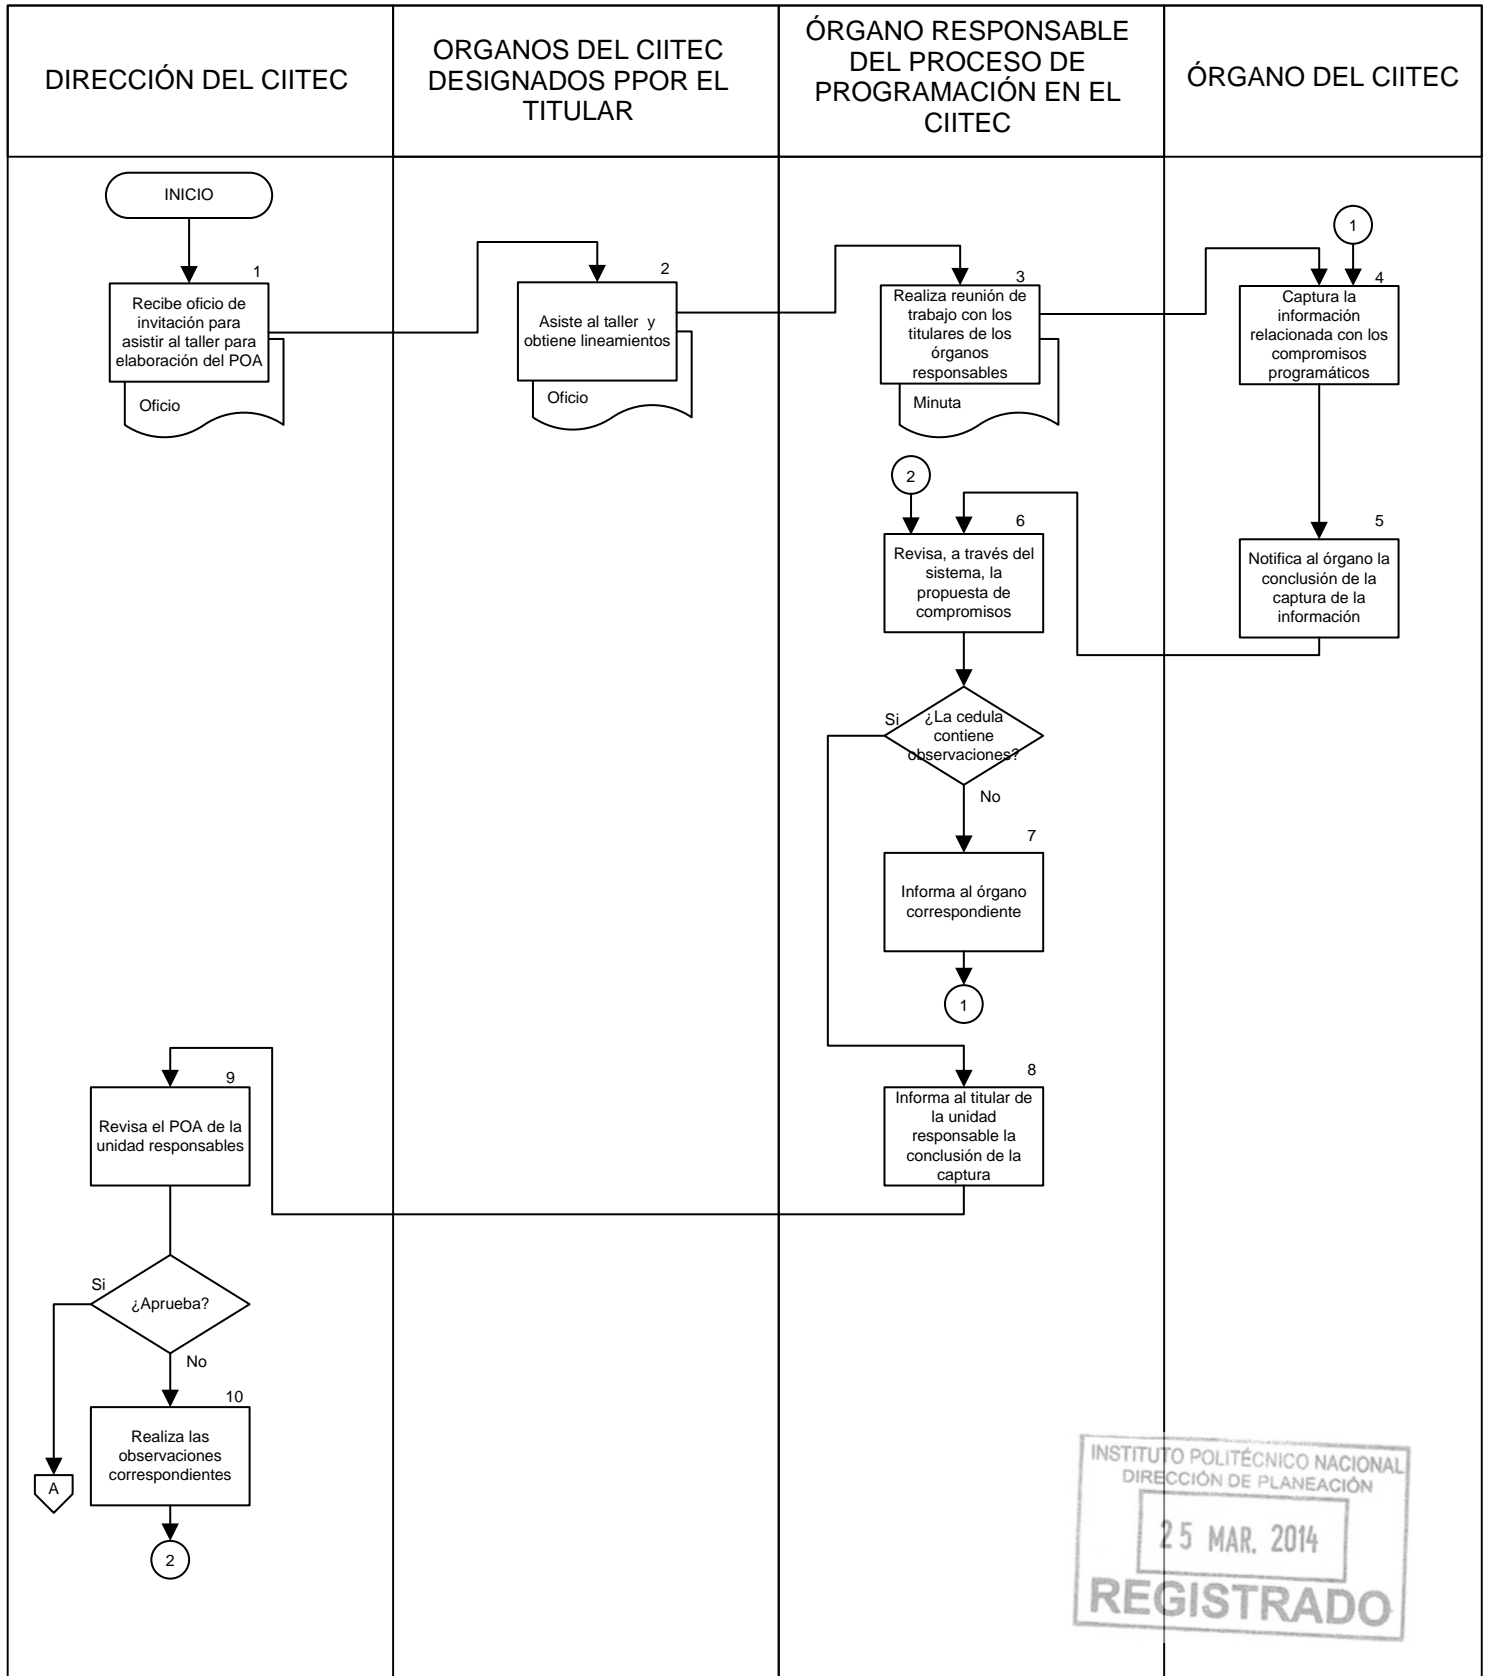 DIRECCIÓN DEL CIITEC
ORGANOS DEL CIITEC
DESIGNADOS PPOR EL
TITULAR
ÓRGANO RESPONSABLE
DEL PROCESO DE
PROGRAMACIÓN EN EL
CIITEC
ÓRGANO DEL CIITEC
INICIO
1
Recibe oficio de
invitación para
asistir al taller para
elaboración del POA
Oficio
2
Asiste al taller y
obtiene lineamientos
Oficio
3
Realiza reunión de
trabajo con los
titulares de los
órganos
responsables
Minuta
1
4
Captura la
información
relacionada con los
compromisos
programáticos
5
Notifica al órgano la
conclusión de la
captura de la
información
2
6
Revisa, a través del
sistema, la
propuesta de
compromisos
Si
¿La cedula
contiene
observaciones?
No
7
Informa al órgano
correspondiente
1
8
Informa al titular de
la unidad
responsable la
conclusión de la
captura
9
Revisa el POA de la
unidad responsables
Si
¿Aprueba?
No
10
Realiza las
observaciones
correspondientes
A
2
INSTITUTO POLITÉCNICO NACIONAL
DIRECCIÓN DE PLANEACIÓN
25 MAR. 2014
REGISTRADO